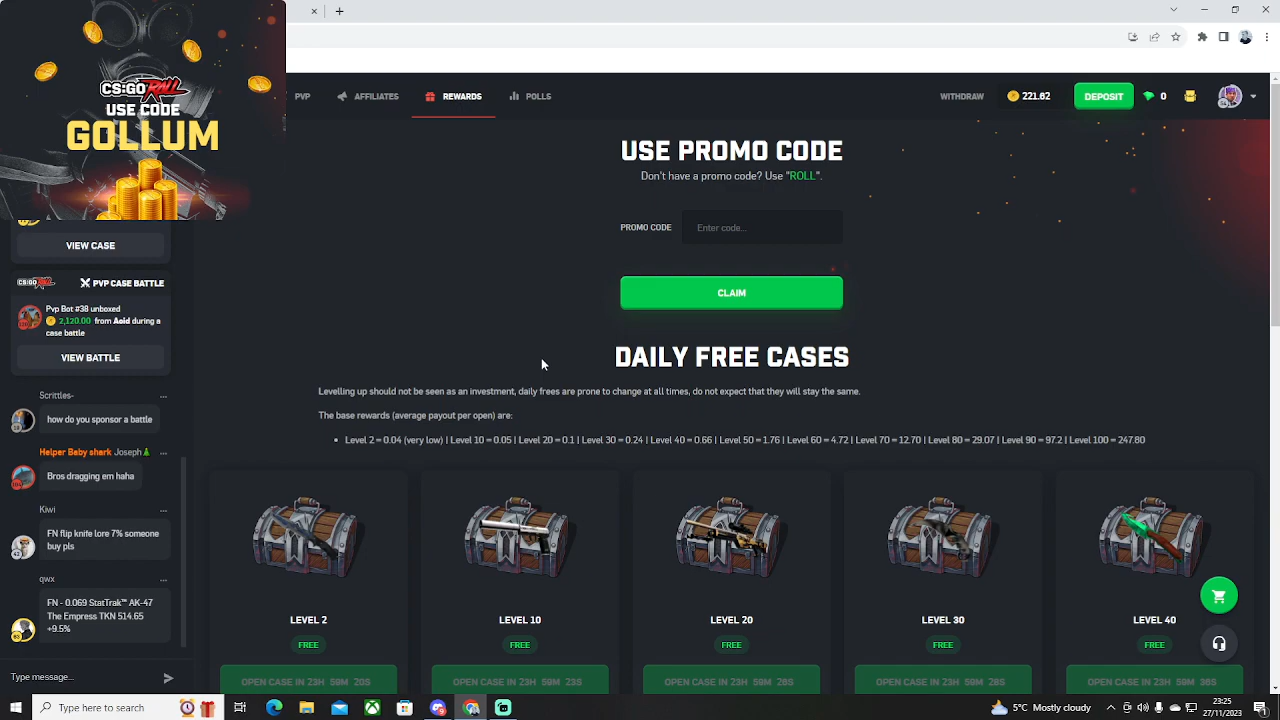 CS:GO ROLL
USE CODE
GOLLUM
PVP
AFFILIATES
REWARDS
POLLS
WITHDRAW
221.62
DEPOSIT
0
USE PROMO CODE
Don't have a promo code? Use "ROLL".
PROMO CODE
Enter code...
CLAIM
DAILY FREE CASES
Levelling up should not be seen as an investment, daily frees are prone to change at all times, do not expect that they will stay the same.
The base rewards (average payout per open) are:
Level 2 = 0.04 (very low) | Level 10 = 0.05 | Level 20 = 0.1 | Level 30 = 0.24 | Level 40 = 0.66 | Level 50 = 1.76 | Level 60 = 4.72 | Level 70 = 12.70 | Level 80 = 29.07 | Level 90 = 97.2 | Level 100 = 247.80
LEVEL 2
FREE
OPEN CASE IN 23H 59M 20S
LEVEL 10
FREE
OPEN CASE IN 23H 59M 23S
LEVEL 20
FREE
OPEN CASE IN 23H 59M 28S
LEVEL 30
FREE
OPEN CASE IN 23H 59M 28S
LEVEL 40
FREE
OPEN CASE IN 23H 59M 38S
VIEW CASE
CS:GO ROLL
PVP CASE BATTLE
Pvp Bot #38 unboxed
2,120.00 from Acid during a
case battle
VIEW BATTLE
Scrittles-
how do you sponsor a battle
Helper Baby shark Joseph
Bros dragging em haha
Kiwi
FN flip knife lore 7% someone
buy pls
qwx
FN - 0.069 StatTrak™ AK-47
The Empress TKN 514.65
+9.5%
Type message...
Type here to search
5°C Mostly cloudy
23:25
27/11/2023